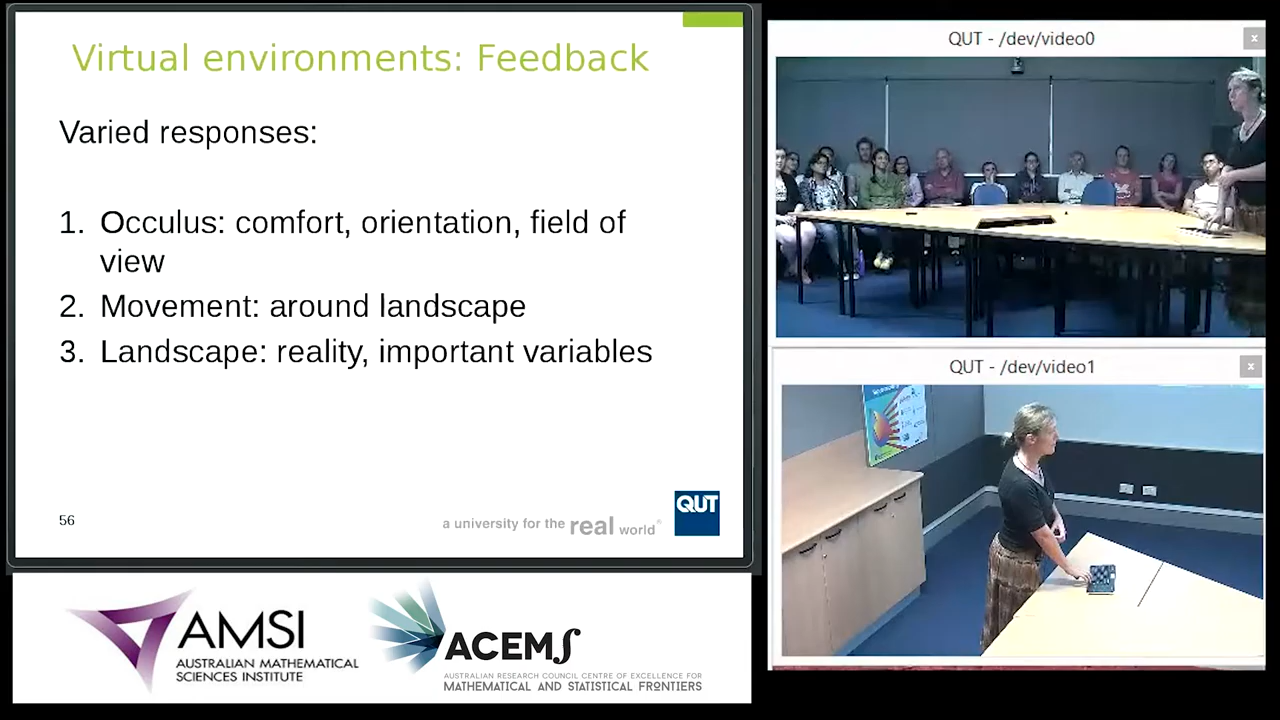 Virtual environments: Feedback
Varied responses:
1. Occulus: comfort, orientation, field of
view
2. Movement: around landscape
3. Landscape: reality, important variables
56
a university for the real world®
QUT
AMSI
AUSTRALIAN MATHEMATICAL
SCIENCES INSTITUTE
ACEMS
AUSTRALIAN RESEARCH COUNCIL CENTRE OF EXCELLENCE FOR
MATHEMATICAL AND STATISTICAL FRONTIERS
QUT - /dev/video0
x
QUT - /dev/video1
x